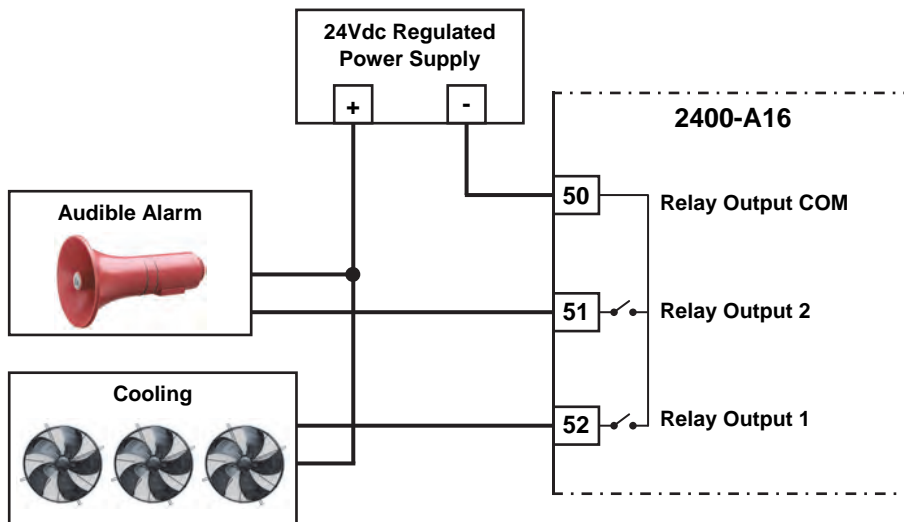 24Vdc Regulated
Power Supply
+
-
2400-A16
50
Relay Output COM
Audible Alarm
51
Relay Output 2
Cooling
52
Relay Output 1